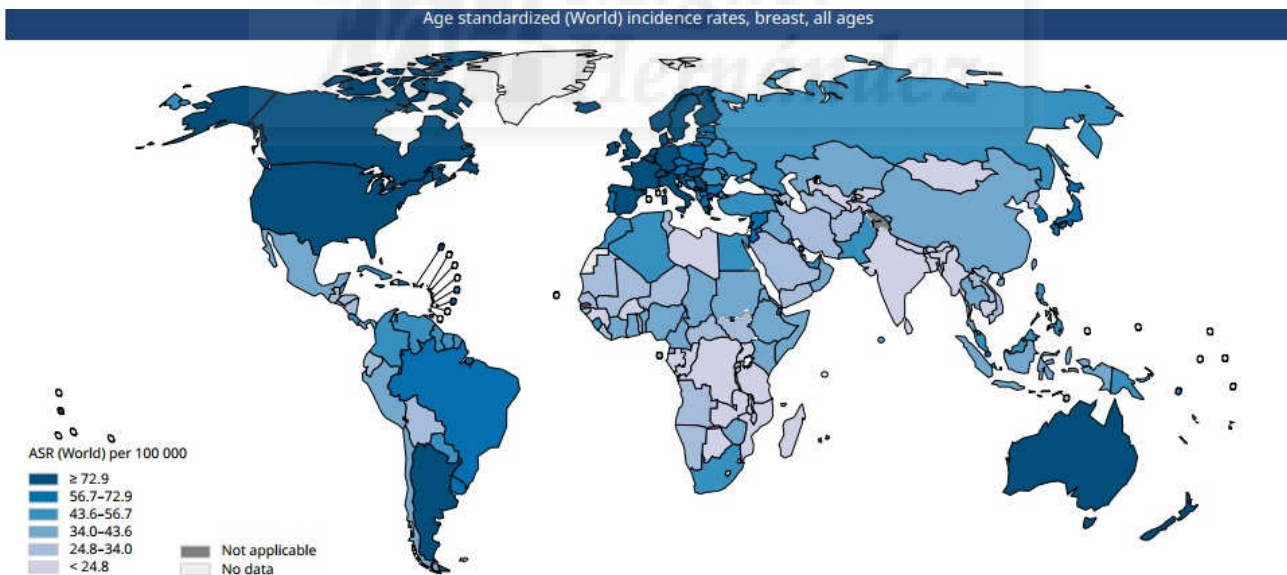 Age standardized (World) incidence rates, breast, all ages
Hernández
ASR (World) per 100 000
≥ 72.9
56.7–72.9
43.6–56.7
34.0–43.6
24.8–34.0
< 24.8
Not applicable
No data